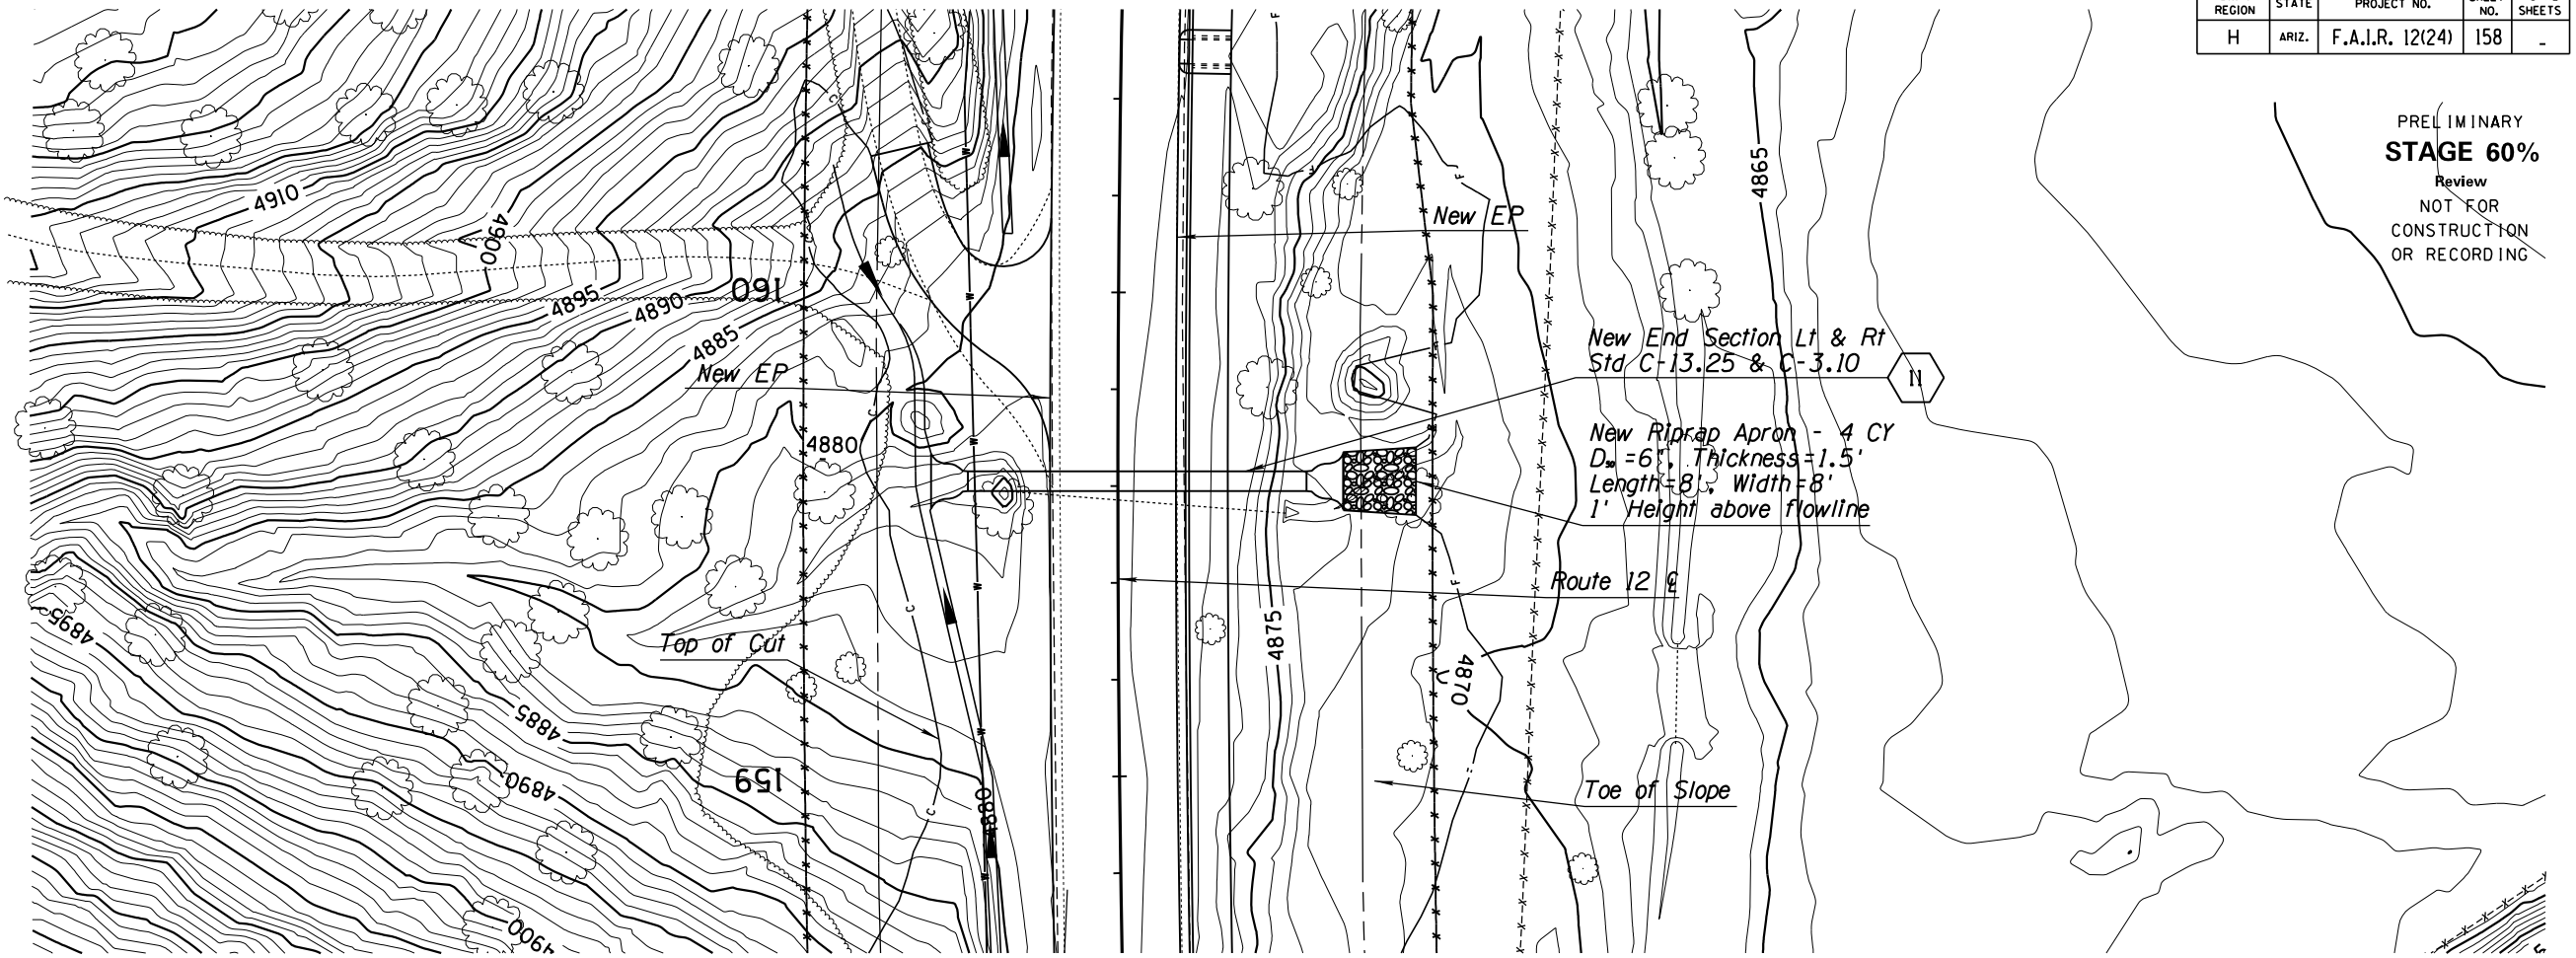 REGION STATE PROJECT NO. NO. SHEETS
H ARIZ. F.A.I.R. 12(24) 158 -
PRELIMINARY
STAGE 60%
Review
NOT FOR
CONSTRUCTION
OR RECORDING
4910
4900
4895
4890
4885
160
New EP
4880
4895
Top of Cut
4885
159
4890
4880
4900
New EP
4865
New End Section Lt & Rt
Std C-13.25 & C-3.10
11
New Riprap Apron - 4 CY
D50 =6", Thickness=1.5'
Length=8', Width=8'
1' Height above flowline
Route 12 ℄
4875
4870
Toe of Slope